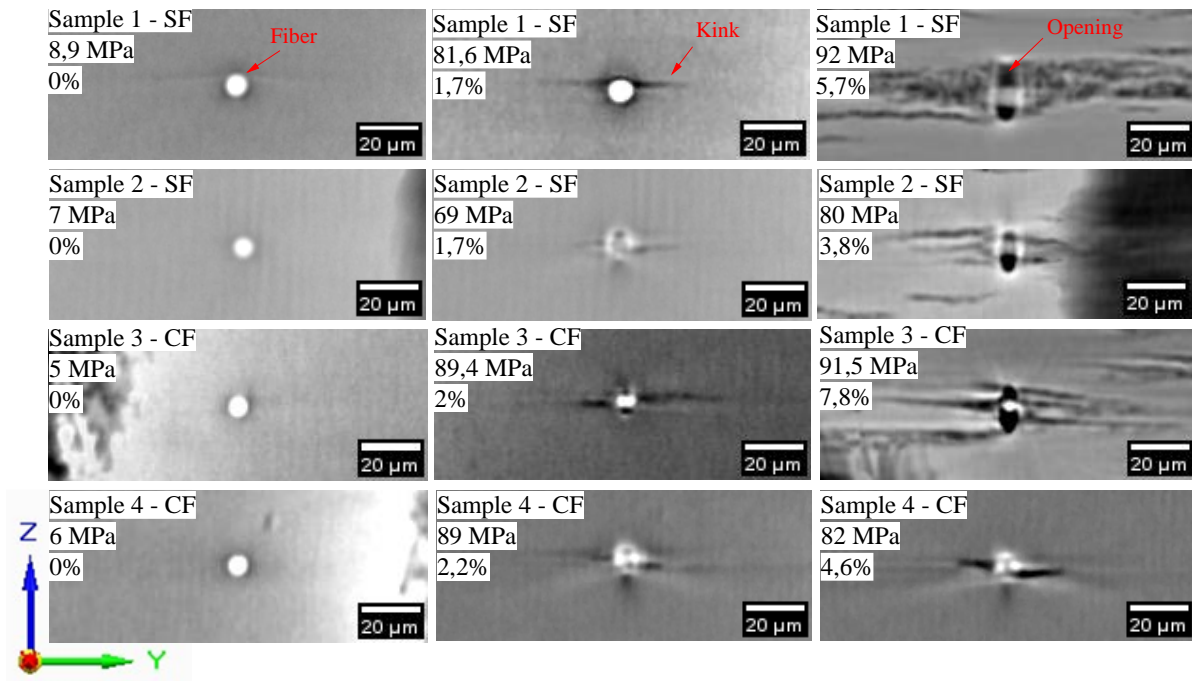 Sample 1 - SF
8,9 MPa
0%
Fiber
20 µm
Sample 1 - SF
81,6 MPa
1,7%
Kink
20 µm
Sample 1 - SF
92 MPa
5,7%
Opening
20 µm
Sample 2 - SF
7 MPa
0%
20 µm
Sample 2 - SF
69 MPa
1,7%
20 µm
Sample 2 - SF
80 MPa
3,8%
20 µm
Sample 3 - CF
5 MPa
0%
20 µm
Sample 3 - CF
89,4 MPa
2%
20 µm
Sample 3 - CF
91,5 MPa
7,8%
20 µm
Sample 4 - CF
6 MPa
0%
20 µm
Sample 4 - CF
89 MPa
2,2%
20 µm
Sample 4 - CF
82 MPa
4,6%
20 µm
Z
Y